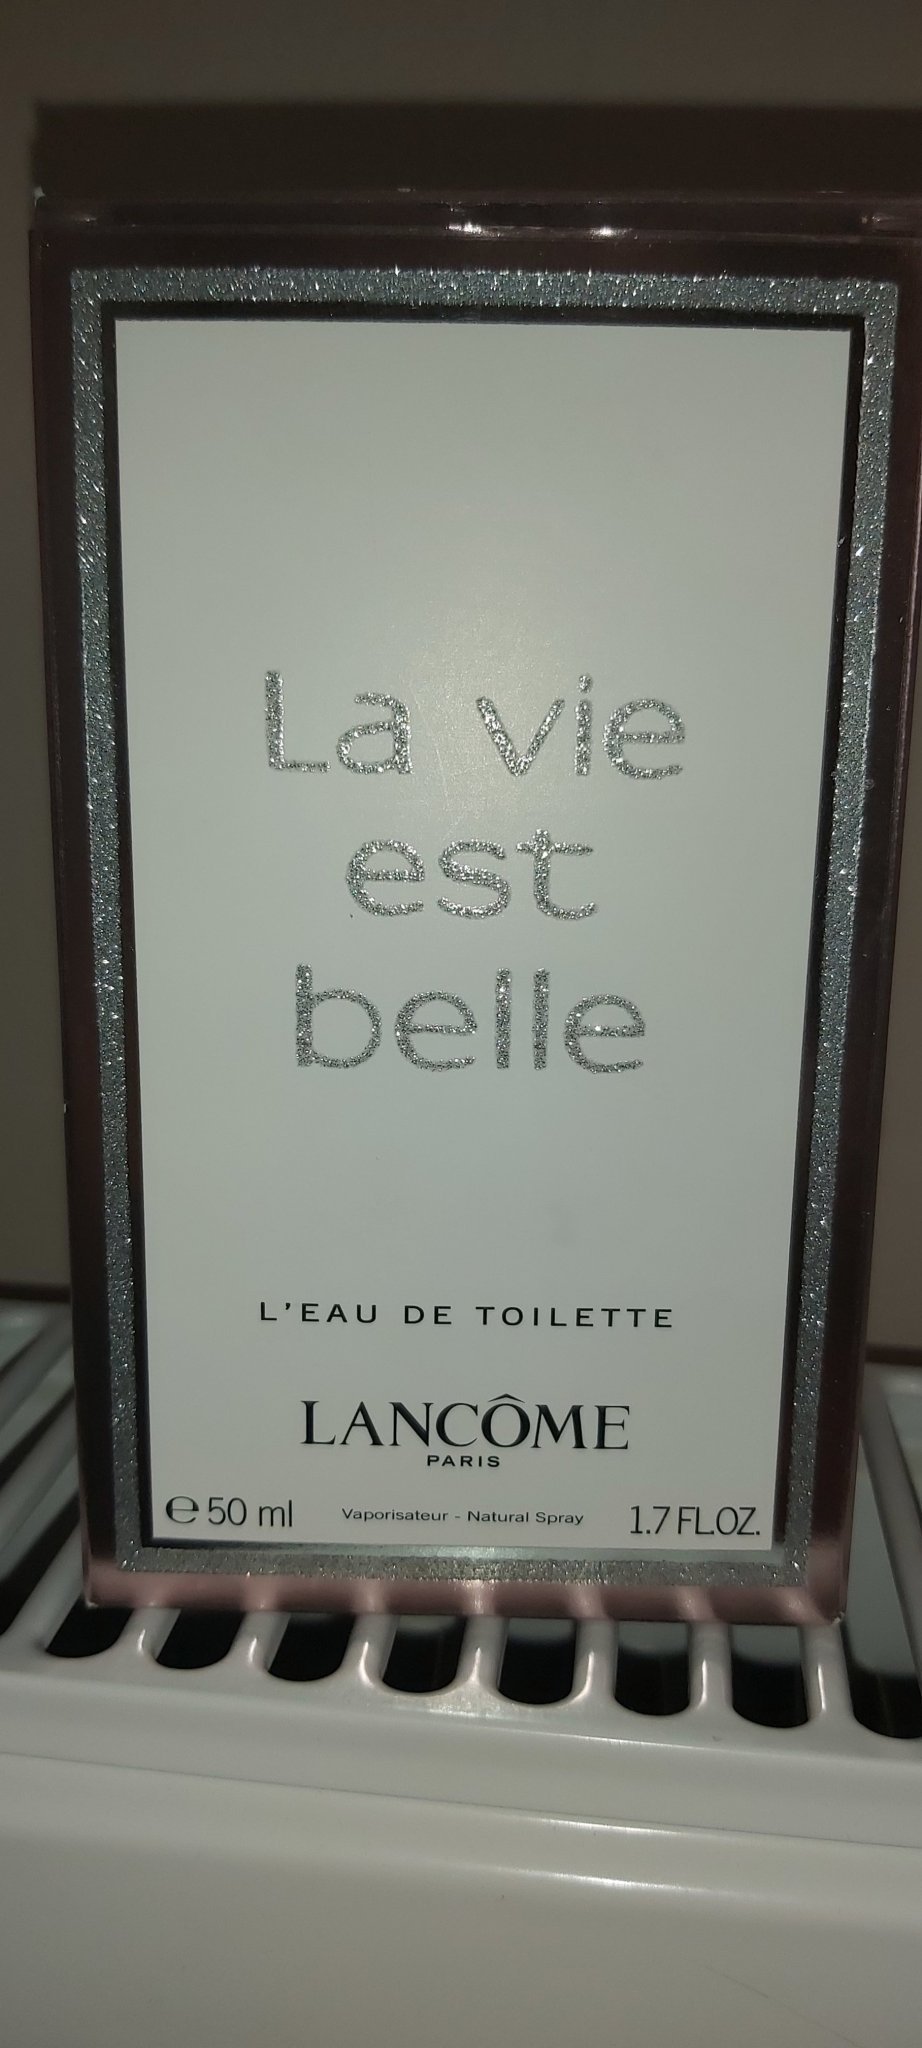 La vie
est
belle
L'EAU DE TOILETTE
LANCÔME
PARIS
℮ 50 ml Vaporisateur - Natural Spray 1.7 FL.OZ.